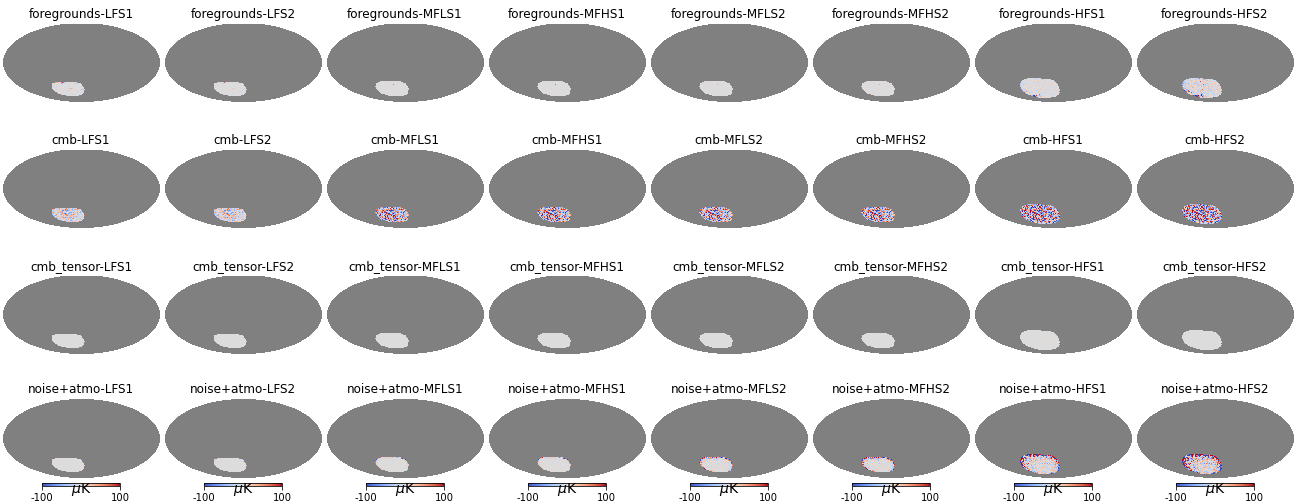 foregrounds-LFS1 foregrounds-LFS2 foregrounds-MFLS1 foregrounds-MFHS1 foregrounds-MFLS2 foregrounds-MFHS2 foregrounds-HFS1 foregrounds-HFS2
cmb-LFS1 cmb-LFS2 cmb-MFLS1 cmb-MFHS1 cmb-MFLS2 cmb-MFHS2 cmb-HFS1 cmb-HFS2
cmb_tensor-LFS1 cmb_tensor-LFS2 cmb_tensor-MFLS1 cmb_tensor-MFHS1 cmb_tensor-MFLS2 cmb_tensor-MFHS2 cmb_tensor-HFS1 cmb_tensor-HFS2
noise+atmo-LFS1 noise+atmo-LFS2 noise+atmo-MFLS1 noise+atmo-MFHS1 noise+atmo-MFLS2 noise+atmo-MFHS2 noise+atmo-HFS1 noise+atmo-HFS2
-100 μK 100 -100 μK 100 -100 μK 100 -100 μK 100 -100 μK 100 -100 μK 100 -100 μK 100 -100 μK 100